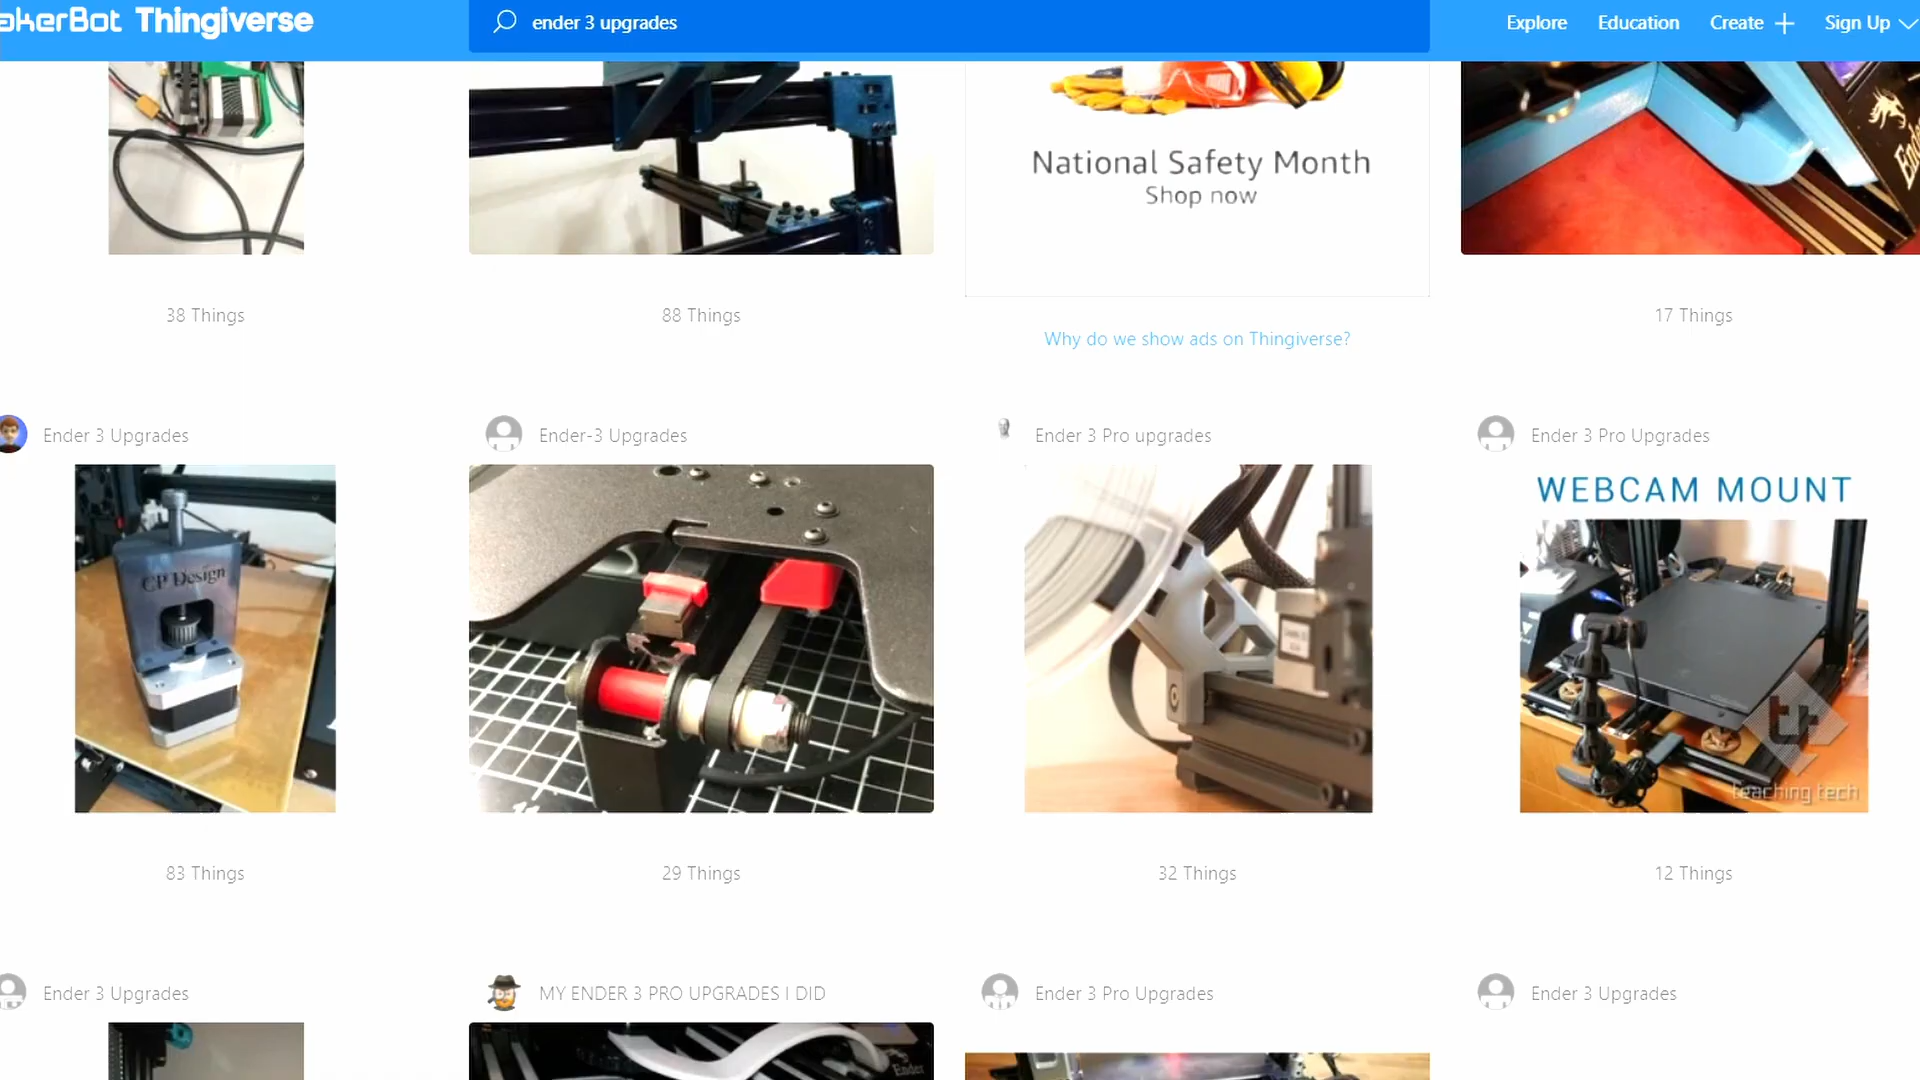 akerBot Thingiverse
ender 3 upgrades
Explore
Education
Create
Sign Up
National Safety Month
Shop now
38 Things
88 Things
17 Things
Why do we show ads on Thingiverse?
Ender 3 Upgrades
Ender-3 Upgrades
Ender 3 Pro upgrades
Ender 3 Pro Upgrades
CP Design
WEBCAM MOUNT
teaching tech
83 Things
29 Things
32 Things
12 Things
Ender 3 Upgrades
MY ENDER 3 PRO UPGRADES I DID
Ender 3 Pro Upgrades
Ender 3 Upgrades
Ender